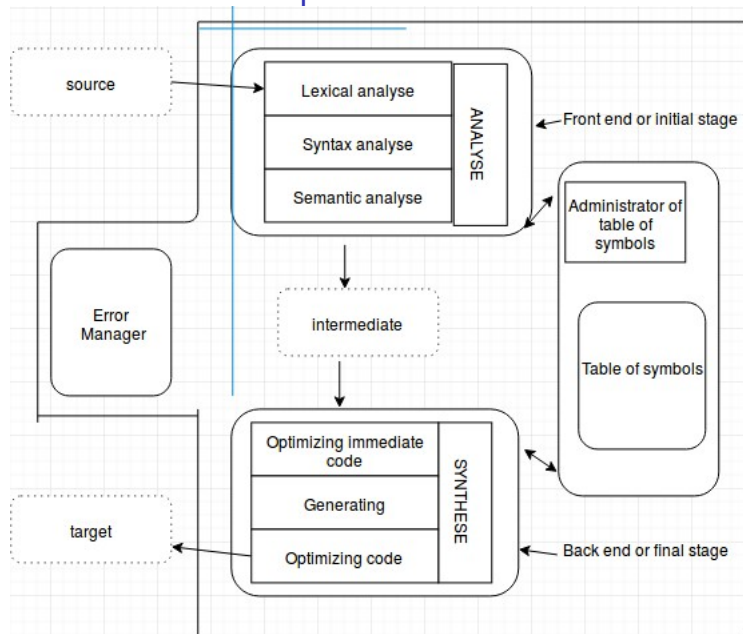 source
Lexical analyse
Syntax analyse
Semantic analyse
ANALYSE
Front end or initial stage
Administrator of
table of
symbols
Error
Manager
intermediate
Table of symbols
Optimizing immediate
code
Generating
Optimizing code
SYNTHESE
target
Back end or final stage